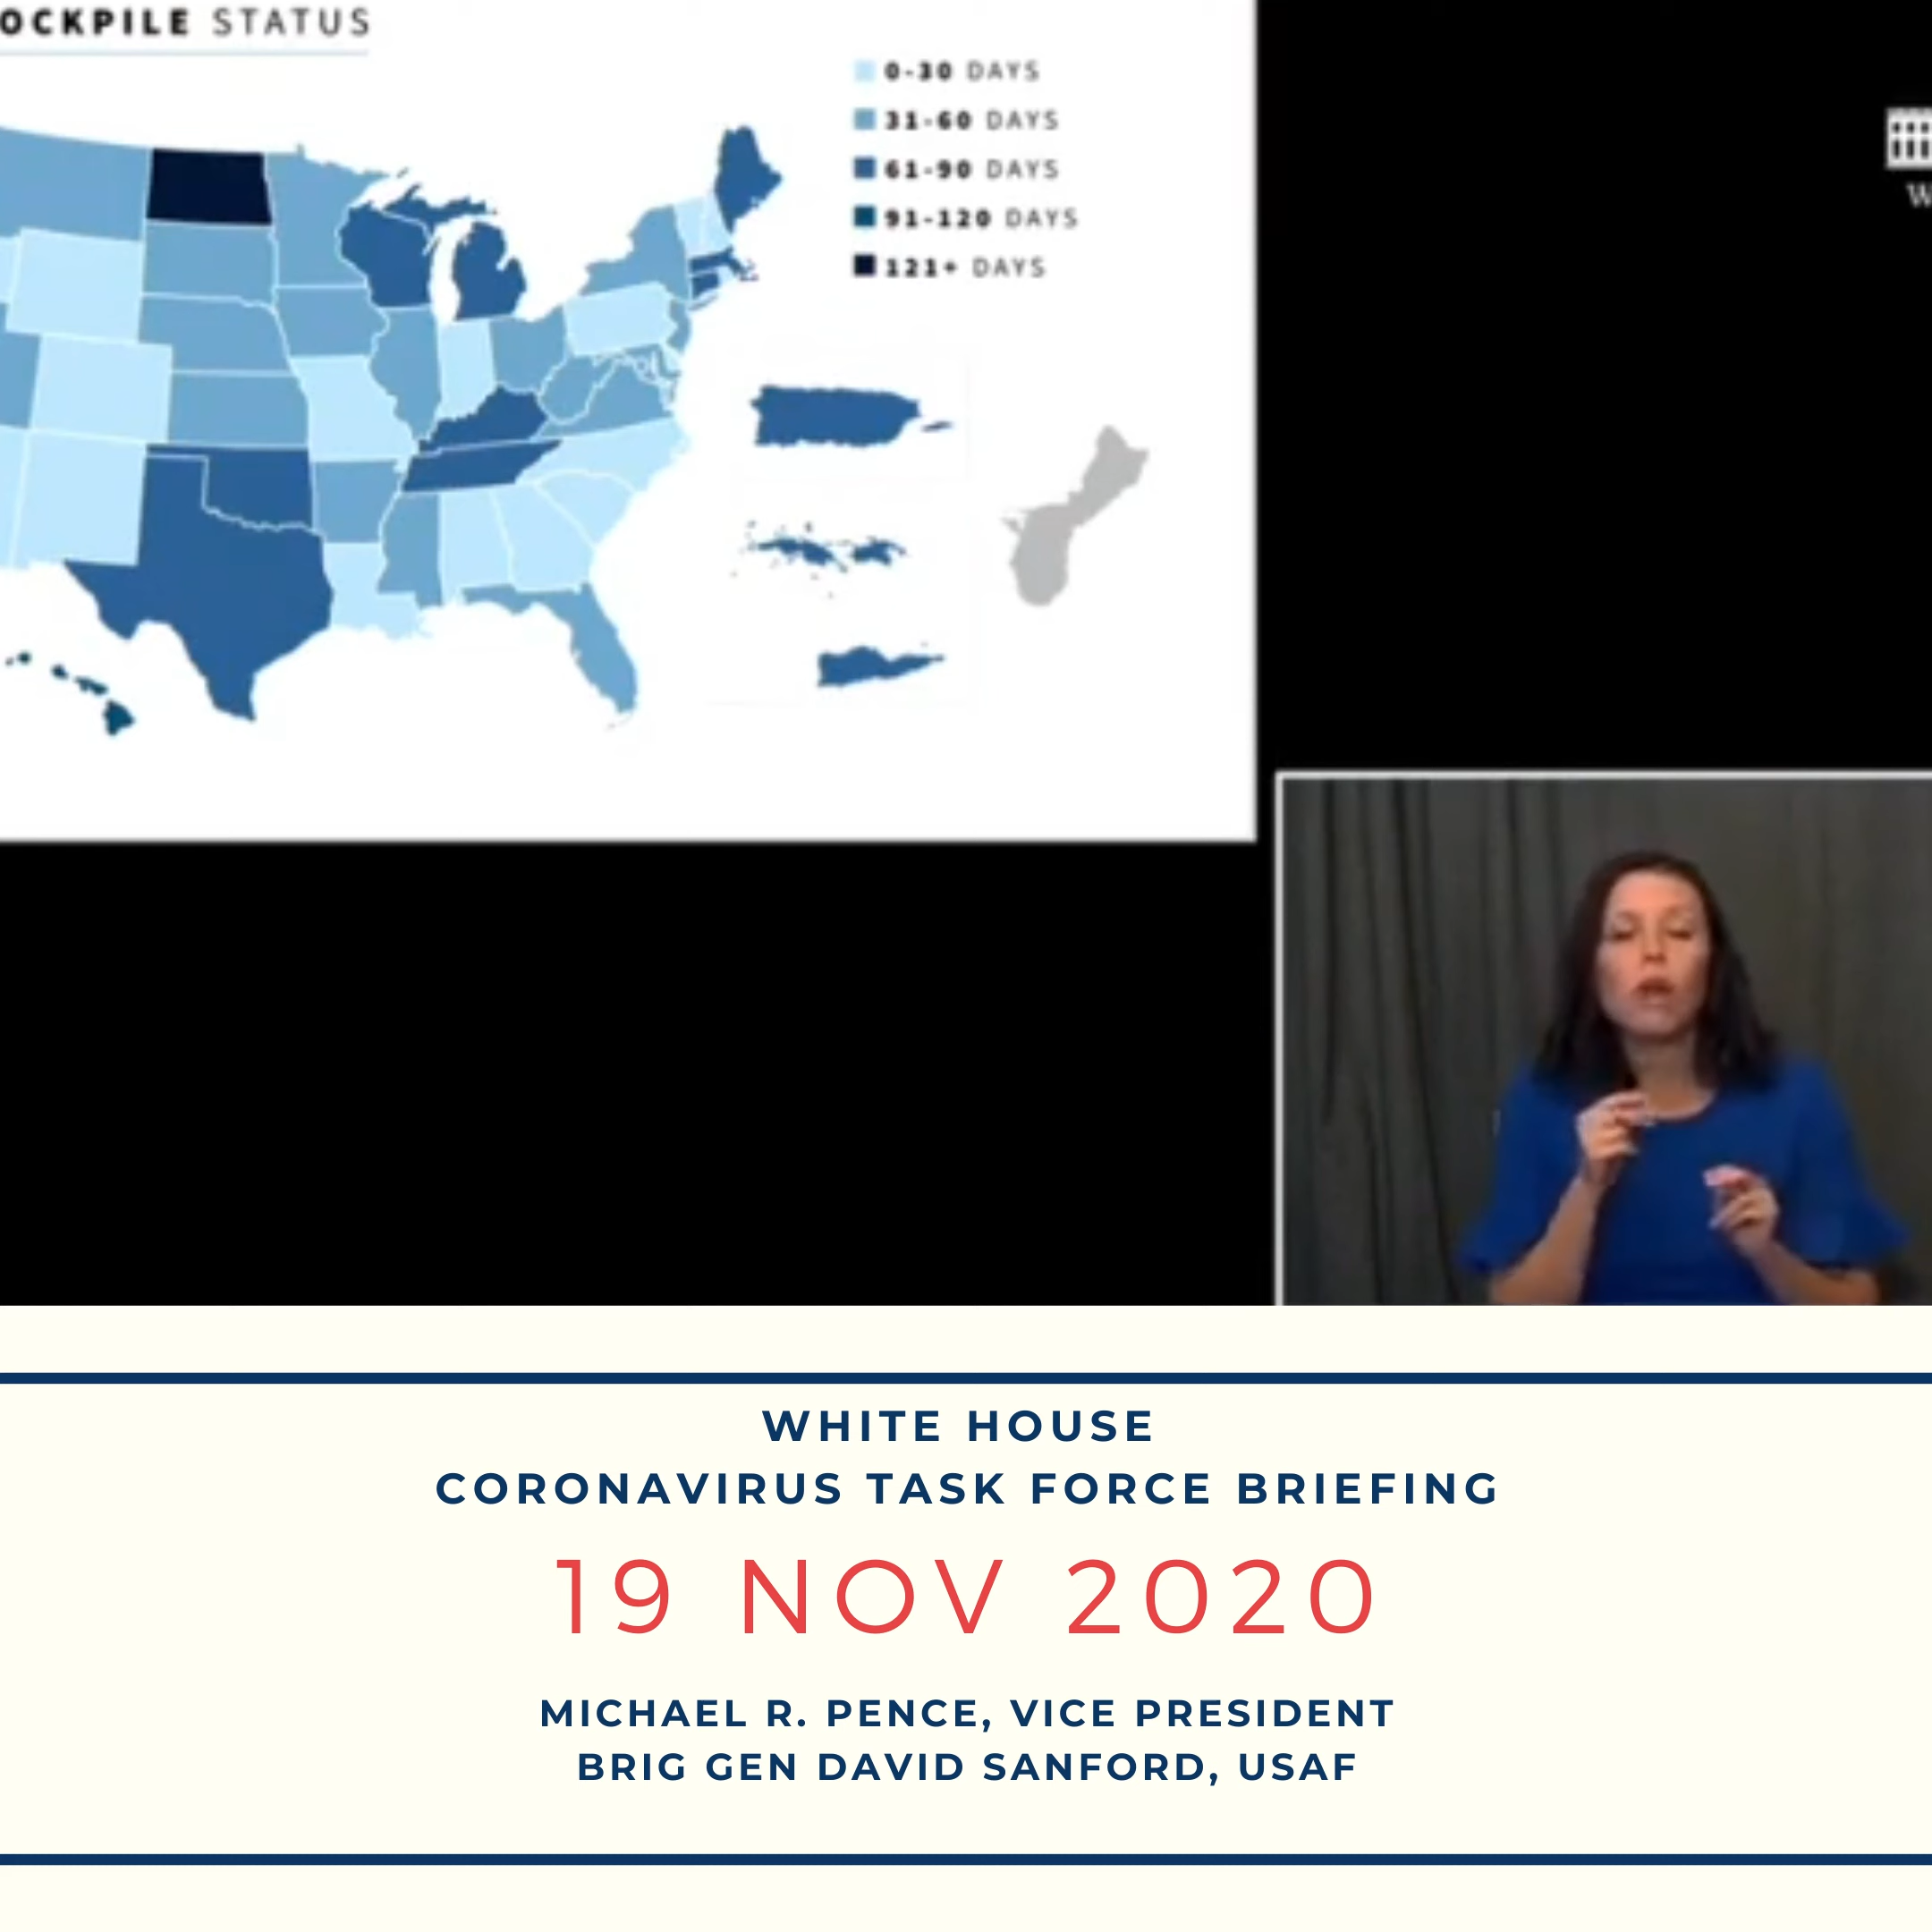 OCKPILE STATUS
0-30 DAYS
31-60 DAYS
61-90 DAYS
91-120 DAYS
121+ DAYS
W
WHITE HOUSE
CORONAVIRUS TASK FORCE BRIEFING
19 NOV 2020
MICHAEL R. PENCE, VICE PRESIDENT
BRIG GEN DAVID SANFORD, USAF